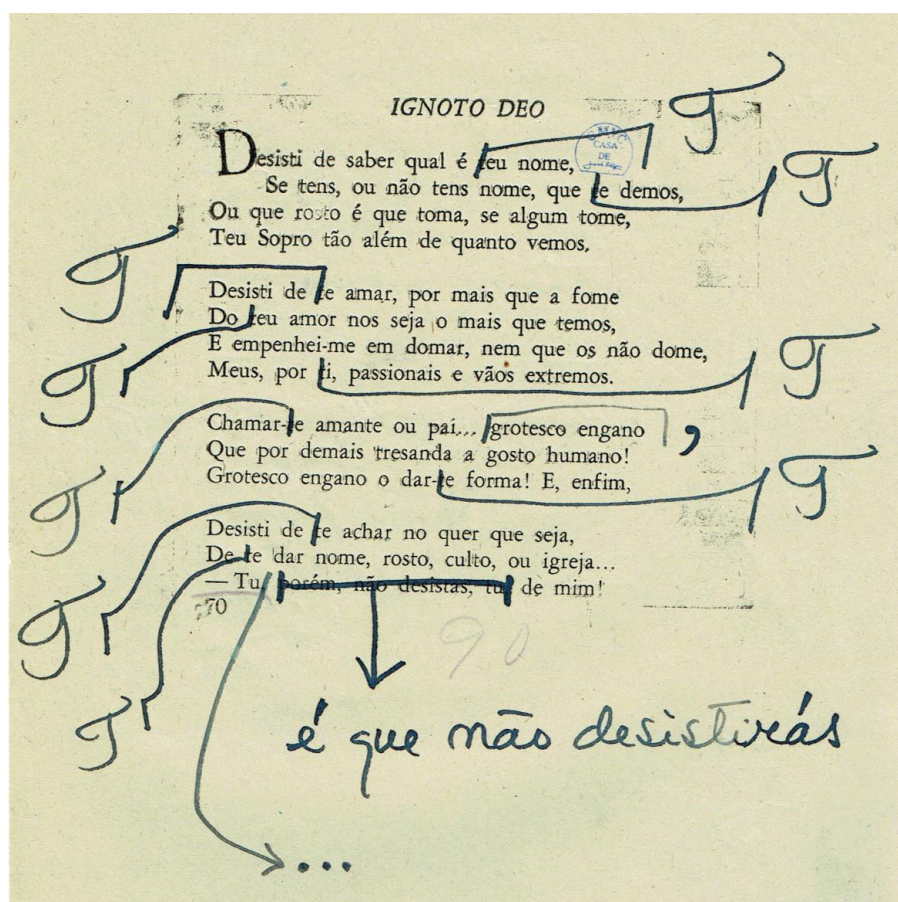 IGNOTO DEO
T
Desisti de saber qual é teu nome,
CASA
DE
Se tens, ou não tens nome, que te demos,
T
Ou que rosto é que toma, se algum tome,
Teu Sopro tão além de quanto vemos.
T
Desisti de te amar, por mais que a fome
Do teu amor nos seja o mais que temos,
T
E empenhei-me em domar, nem que os não dome,
Meus, por ti, passionais e vãos extremos.
T
Chamar-te amante ou pai... grotesco engano ,
Que por demais tresanda a gosto humano!
Grotesco engano o dar-te forma! E, enfim,
T
T
Desisti de te achar no quer que seja,
De te dar nome, rosto, culto, ou igreja...
— Tu, porém, não desistas, tu, de mim!
T
70
90
T
é que não desistirás
...